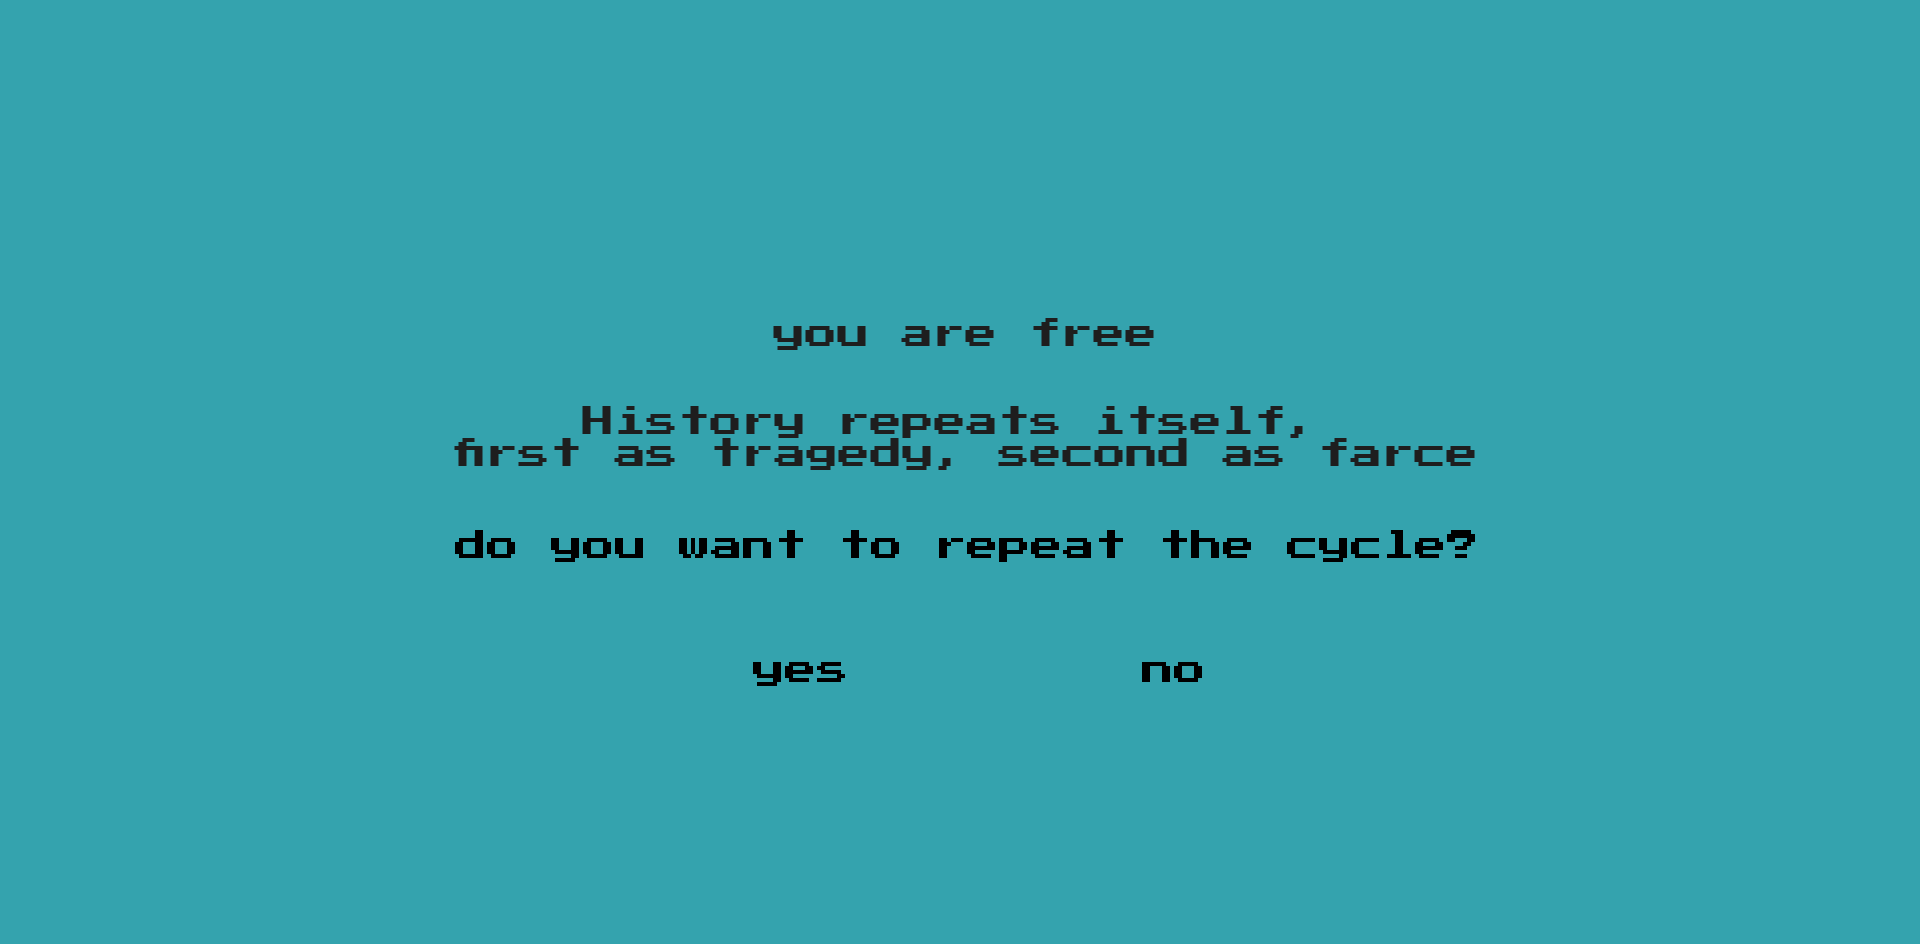 you are free
History repeats itself,
first as tragedy, second as farce
do you want to repeat the cycle?
yes
no